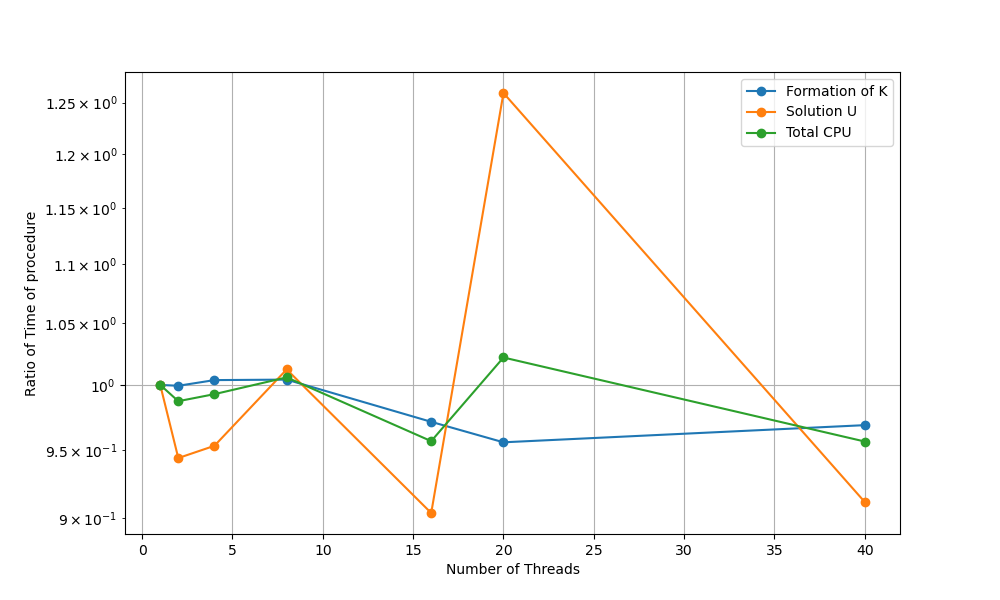 Formation of K
Solution U
Total CPU
Ratio of Time of procedure
1.25 × 10⁰
1.2 × 10⁰
1.15 × 10⁰
1.1 × 10⁰
1.05 × 10⁰
10⁰
9.5 × 10⁻¹
9 × 10⁻¹
0 5 10 15 20 25 30 35 40
Number of Threads